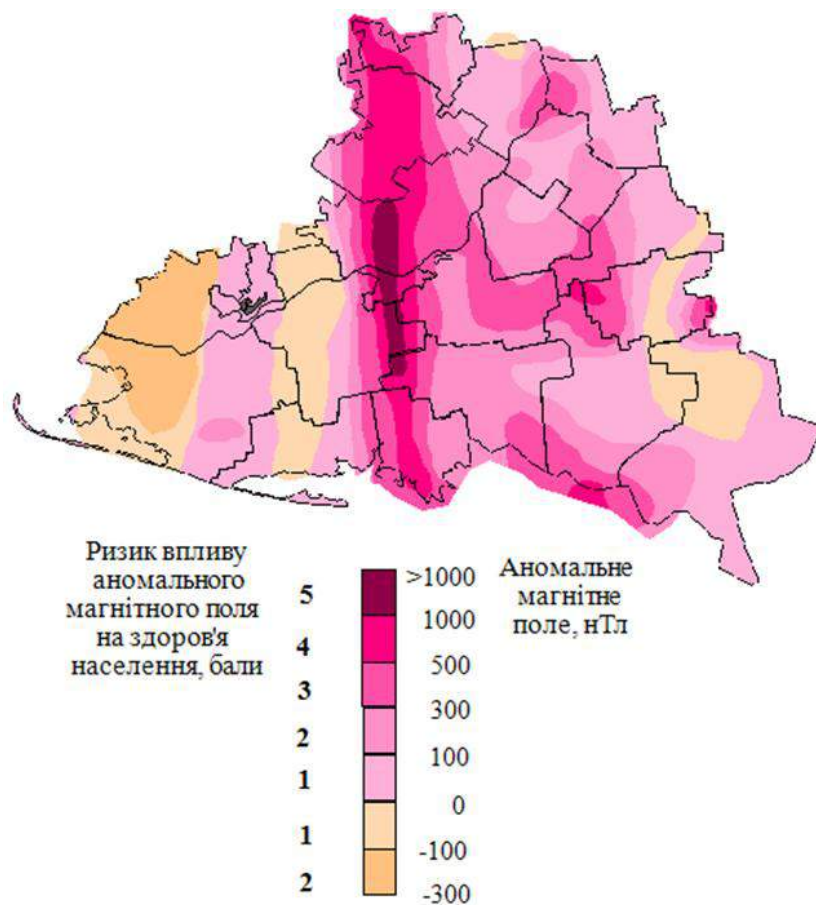 Ризик впливу
аномального
магнітного поля
на здоров'я
населення, бали
5
4
3
2
1
1
2
>1000
1000
500
300
100
0
-100
-300
Аномальне
магнітне
поле, нТл